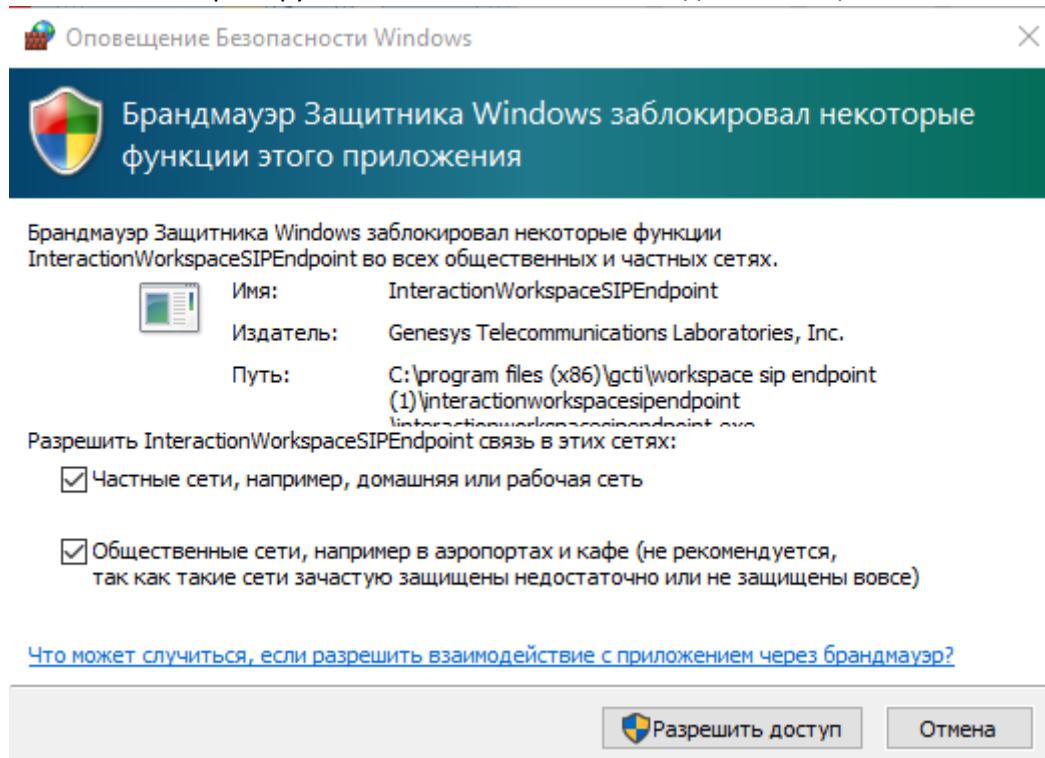 Оповещение Безопасности Windows
Брандмауэр Защитника Windows заблокировал некоторые
функции этого приложения
Брандмауэр Защитника Windows заблокировал некоторые функции
InteractionWorkspaceSIPEndpoint во всех общественных и частных сетях.
Имя: InteractionWorkspaceSIPEndpoint
Издатель: Genesys Telecommunications Laboratories, Inc.
Путь: C:\program files (x86)\gcti\workspace sip endpoint
(1)\interactionworkspacesipendpoint
\interactionworkspacesipendpoint.exe
Разрешить InteractionWorkspaceSIPEndpoint связь в этих сетях:
Частные сети, например, домашняя или рабочая сеть
Общественные сети, например в аэропортах и кафе (не рекомендуется,
так как такие сети зачастую защищены недостаточно или не защищены вовсе)
Что может случиться, если разрешить взаимодействие с приложением через брандмауэр?
Разрешить доступ
Отмена